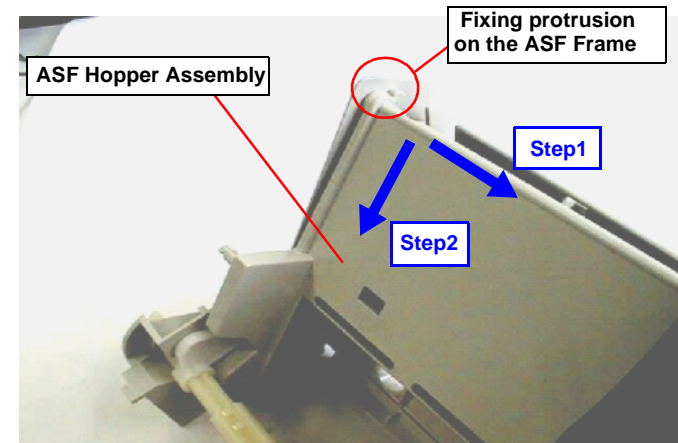 Fixing protrusion
on the ASF Frame
ASF Hopper Assembly
Step1
Step2